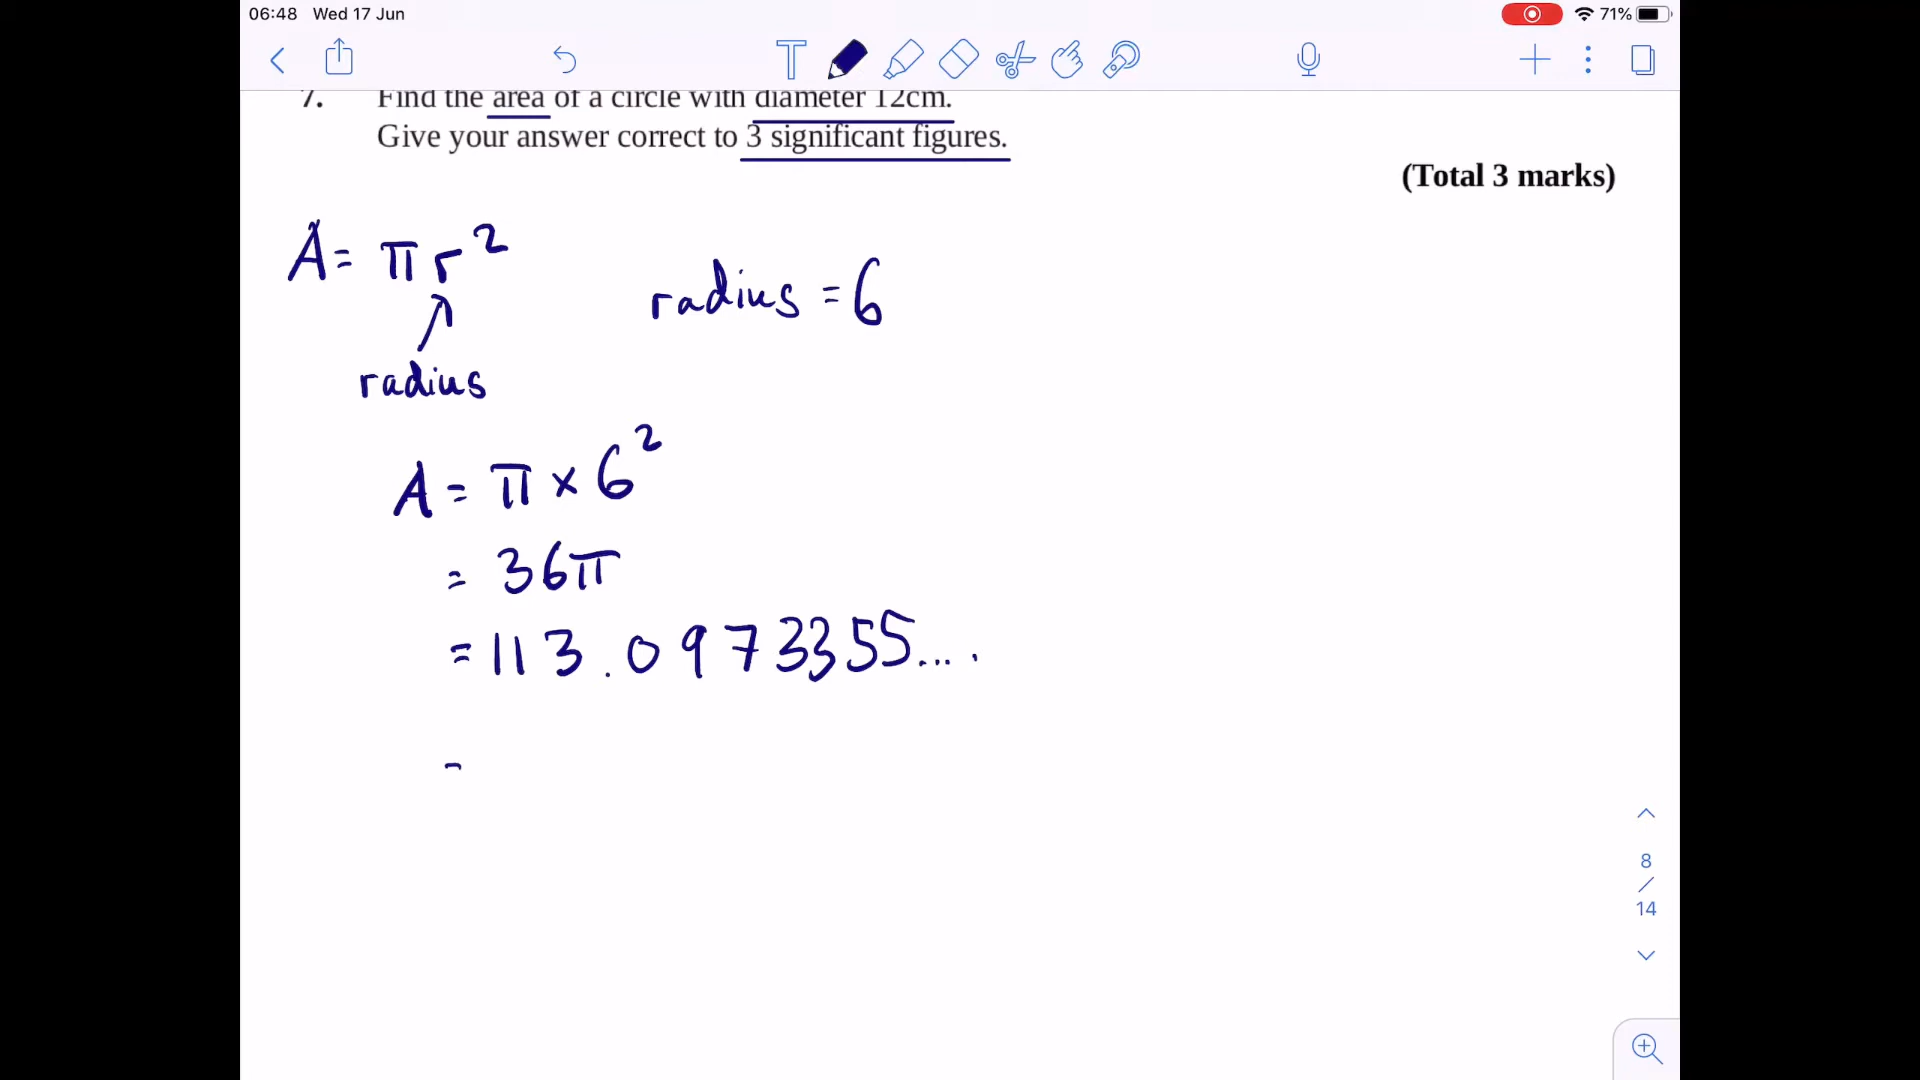 06:48 Wed 17 Jun 71%
T
7. Find the area of a circle with diameter 12cm.
Give your answer correct to 3 significant figures.
(Total 3 marks)
A = πr²
radius = 6
radius
A = π × 6²
= 36π
= 113.0973355....
-
8
/
14